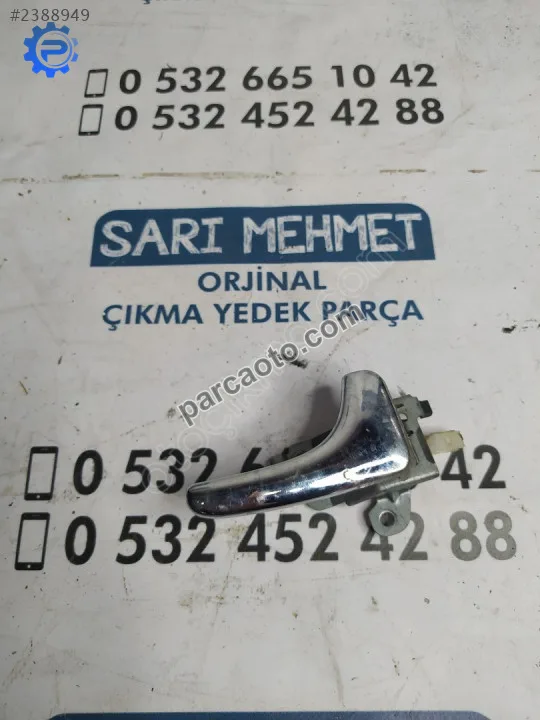 #2388949
0 532 665 10 42
0 532 452 42 88
SARI MEHMET
ORJİNAL
ÇIKMA YEDEK PARÇA
parcaoto.com
0 532 6 42
0 532 452 42 88